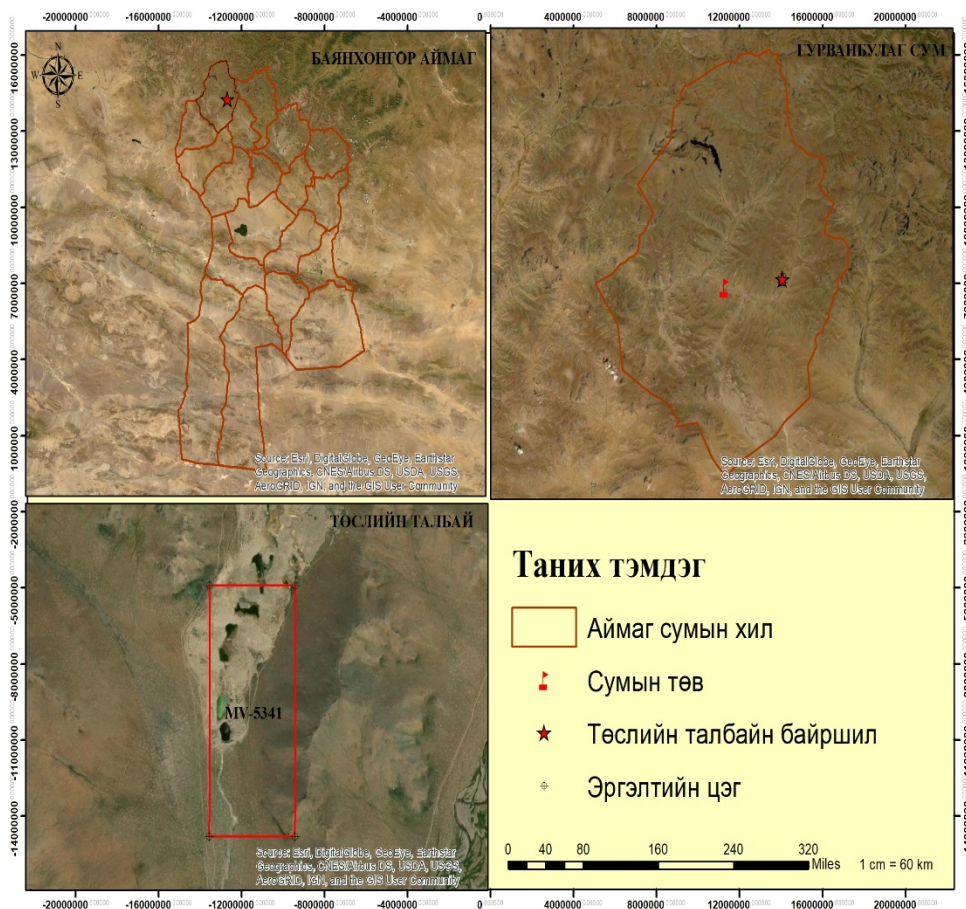 -20000000 -16000000 -12000000 -8000000 -4000000 0 4000000 8000000 12000000 16000000 20000000
БАЯНХОНГОР АЙМАГ
N
W E
S
Source: Esri, DigitalGlobe, GeoEye, Earthstar
Geographics, CNES/Airbus DS, USDA, USGS,
AeroGRID, IGN, and the GIS User Community
ГУРВАНБУЛАГ СУМ
Source: Esri, DigitalGlobe, GeoEye, Earthstar
Geographics, CNES/Airbus DS, USDA, USGS,
AeroGRID, IGN, and the GIS User Community
16000000
13000000
10000000
7000000
4000000
1000000
-2000000
-5000000
-8000000
-11000000
-14000000
ТӨСЛИЙН ТАЛБАЙ
MV-5341
Source: Esri, DigitalGlobe, GeoEye, Earthstar
Geographics, CNES/Airbus DS, USDA, USGS,
AeroGRID, IGN, and the GIS User Community
Таних тэмдэг
Аймаг сумын хил
Сумын төв
Төслийн талбайн байршил
Эргэлтийн цэг
0 40 80 160 240 320
Miles 1 cm = 60 km
-20000000 -16000000 -12000000 -8000000 -4000000 0 4000000 8000000 12000000 16000000 20000000